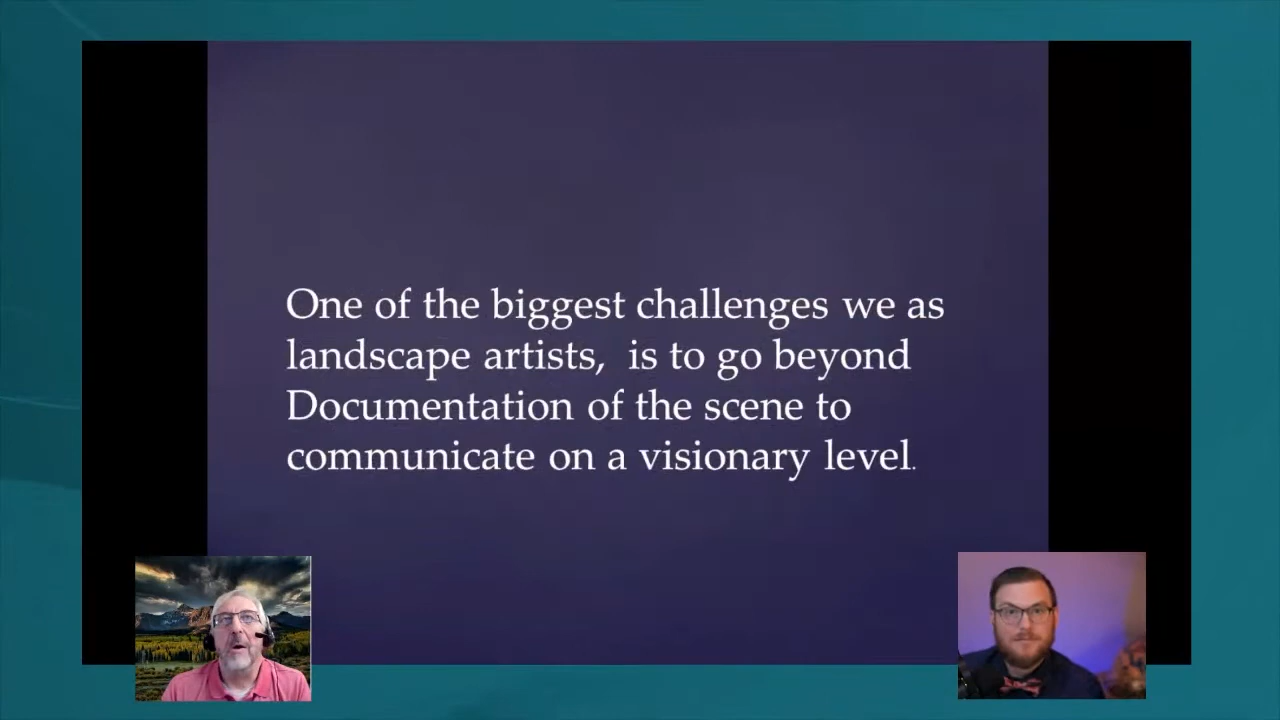 One of the biggest challenges we as
landscape artists,  is to go beyond
Documentation of the scene to
communicate on a visionary level.